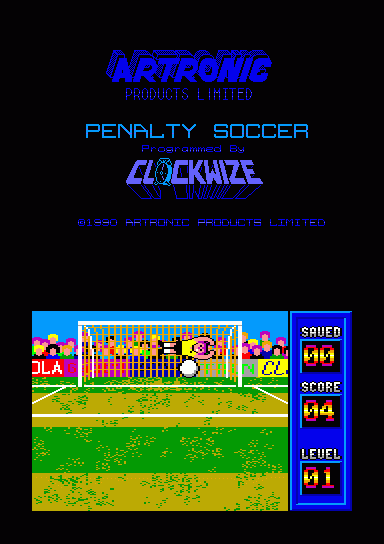 ARTRONIC
PRODUCTS LIMITED
PENALTY SOCCER
Programmed By
CLOCKWIZE
©1990 ARTRONIC PRODUCTS LIMITED
SAVED
00
SCORE
04
LEVEL
01
OLA